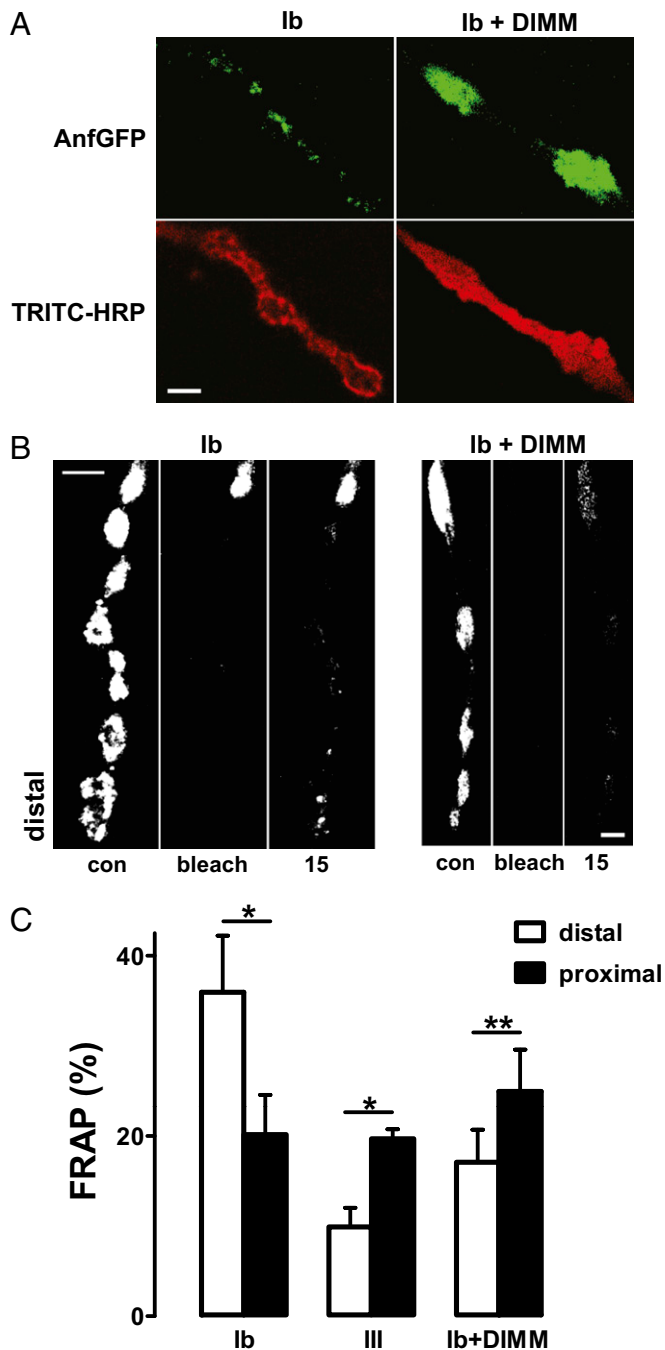 A
Ib
Ib + DIMM
AnfGFP
TRITC-HRP
B
Ib
Ib + DIMM
distal
con
bleach
15
con
bleach
15
C
*
*
**
distal
proximal
FRAP (%)
40
20
0
Ib
III
Ib+DIMM